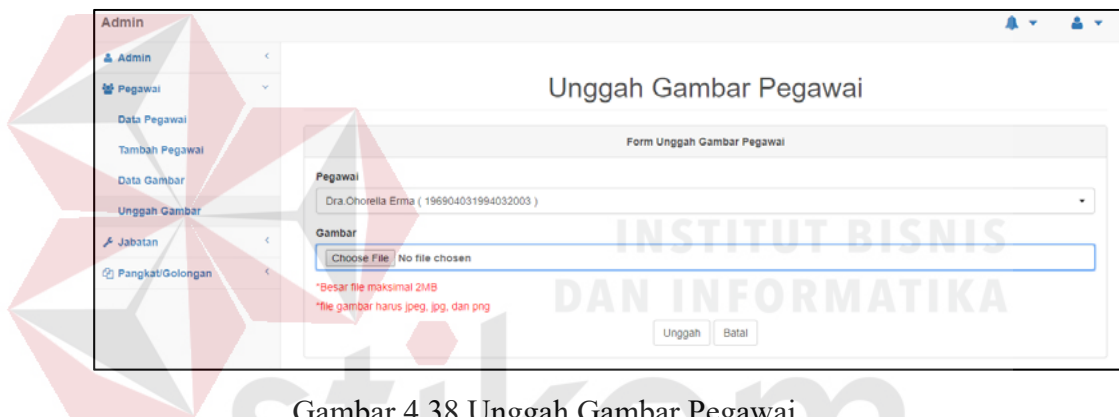 Admin
Admin
Pegawai
Data Pegawai
Tambah Pegawai
Data Gambar
Unggah Gambar
Jabatan
Pangkat/Golongan
Unggah Gambar Pegawai
Form Unggah Gambar Pegawai
Pegawai
Dra.Ohorella Erma ( 196904031994032003 )
Gambar
Choose File No file chosen
*Besar file maksimal 2MB
*file gambar harus jpeg, jpg, dan png
Unggah Batal
INSTITUT BISNIS
DAN INFORMATIKA
stikom
Gambar 4.38 Unggah Gambar Pegawai